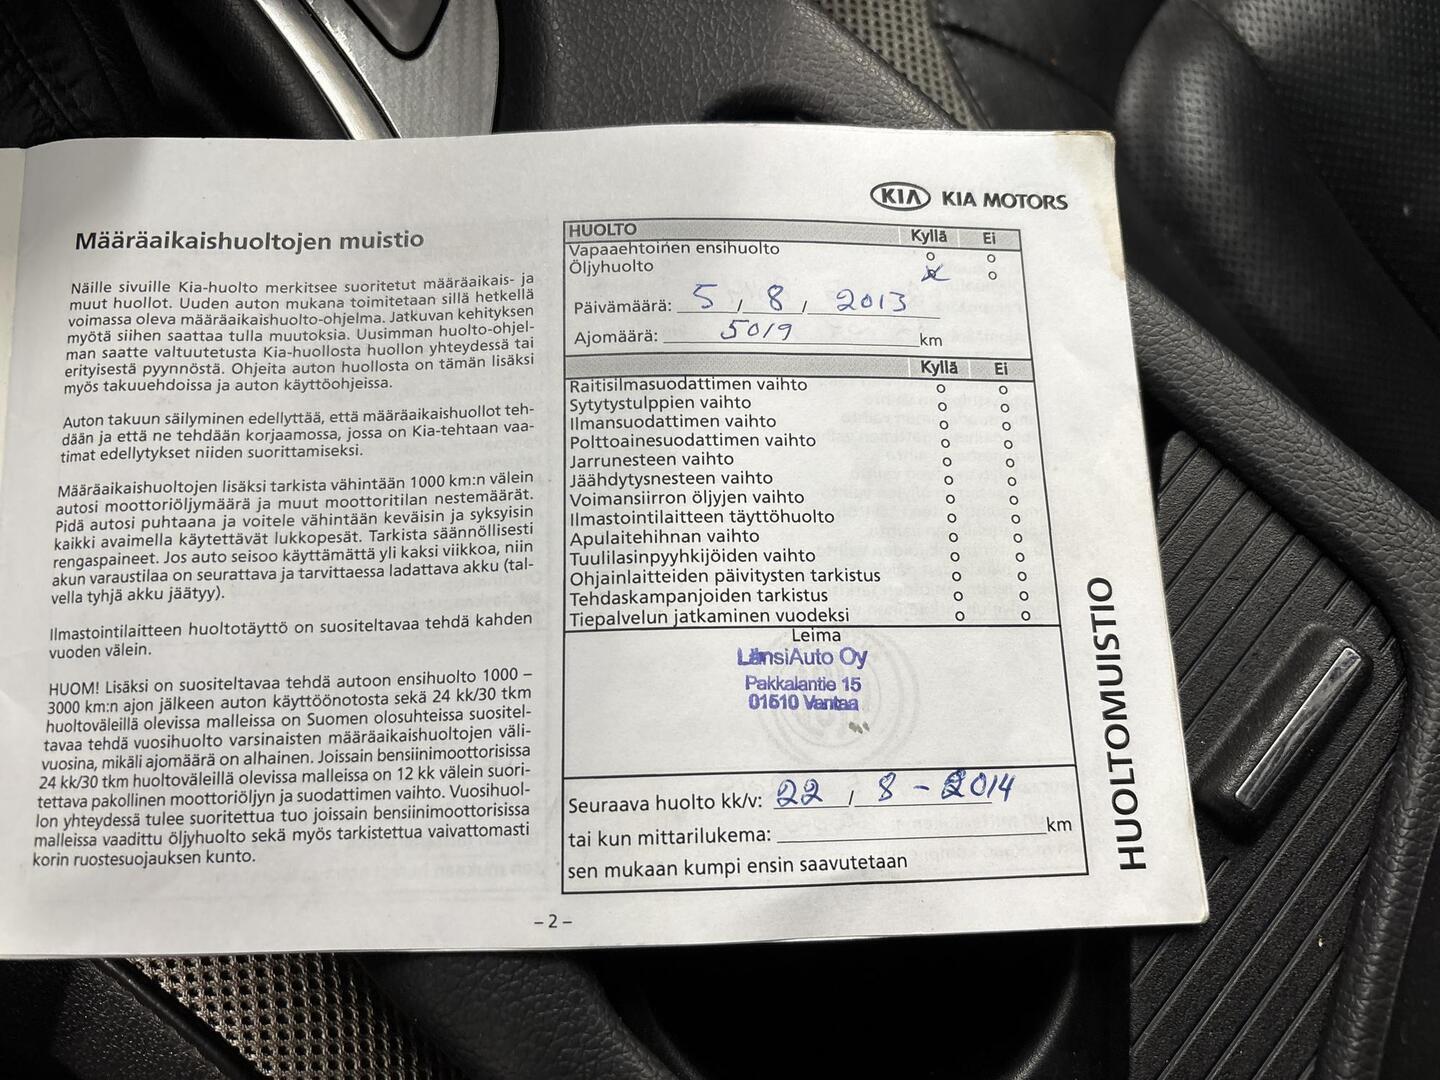 KIA KIA MOTORS
Määräaikaishuoltojen muistio
Näille sivuille Kia-huolto merkitsee suoritetut määräaikais- ja
muut huollot. Uuden auton mukana toimitetaan sillä hetkellä
voimassa oleva määräaikaishuolto-ohjelma. Jatkuvan kehityksen
myötä siihen saattaa tulla muutoksia. Uusimman huolto-ohjel-
man saatte valtuutetusta Kia-huollosta huollon yhteydessä tai
erityisestä pyynnöstä. Ohjeita auton huollosta on tämän lisäksi
myös takuuehdoissa ja auton käyttöohjeissa.
Auton takuun säilyminen edellyttää, että määräaikaishuollot teh-
dään ja että ne tehdään korjaamossa, jossa on Kia-tehtaan vaa-
timat edellytykset niiden suorittamiseksi.
Määräaikaishuoltojen lisäksi tarkista vähintään 1000 km:n välein
autosi moottoriöljymäärä ja muut moottoritilan nestemäärät.
Pidä autosi puhtaana ja voitele vähintään keväisin ja syksyisin
kaikki avaimella käytettävät lukkopesät. Tarkista säännöllisesti
rengaspaineet. Jos auto seisoo käyttämättä yli kaksi viikkoa, niin
akun varaustilaa on seurattava ja tarvittaessa ladattava akku (tal-
vella tyhjä akku jäätyy).
Ilmastointilaitteen huoltotäyttö on suositeltavaa tehdä kahden
vuoden välein.
HUOM! Lisäksi on suositeltavaa tehdä autoon ensihuolto 1000 –
3000 km:n ajon jälkeen auton käyttöönotosta sekä 24 kk/30 tkm
huoltoväleillä olevissa malleissa on Suomen olosuhteissa suositel-
tavaa tehdä vuosihuolto varsinaisten määräaikaishuoltojen väli-
vuosina, mikäli ajomäärä on alhainen. Joissain bensiinimoottorisissa
24 kk/30 tkm huoltoväleillä olevissa malleissa on 12 kk välein suori-
tettava pakollinen moottoriöljyn ja suodattimen vaihto. Vuosihuol-
lon yhteydessä tulee suoritettua tuo joissain bensiinimoottorisissa
malleissa vaadittu öljyhuolto sekä myös tarkistettua vaivattomasti
korin ruostesuojauksen kunto.
HUOLTO Kyllä Ei
Vapaaehtoinen ensihuolto o o
Öljyhuolto x o
Päivämäärä: 5 / 8 / 2013
Ajomäärä: 5019 km
Kyllä Ei
Raitisilmasuodattimen vaihto o o
Sytytystulppien vaihto o o
Ilmansuodattimen vaihto o o
Polttoainesuodattimen vaihto o o
Jarrunesteen vaihto o o
Jäähdytysnesteen vaihto o o
Voimansiirron öljyjen vaihto o o
Ilmastointilaitteen täyttöhuolto o o
Apulaitehihnan vaihto o o
Tuulilasinpyyhkijöiden vaihto o o
Ohjainlaitteiden päivitysten tarkistus o o
Tehdaskampanjoiden tarkistus o o
Tiepalvelun jatkaminen vuodeksi o o
Leima
LänsiAuto Oy
Pakkalantie 15
01510 Vantaa
Seuraava huolto kk/v: 22 / 8 - 2014
tai kun mittarilukema: km
sen mukaan kumpi ensin saavutetaan
HUOLTOMUISTIO
– 2 –